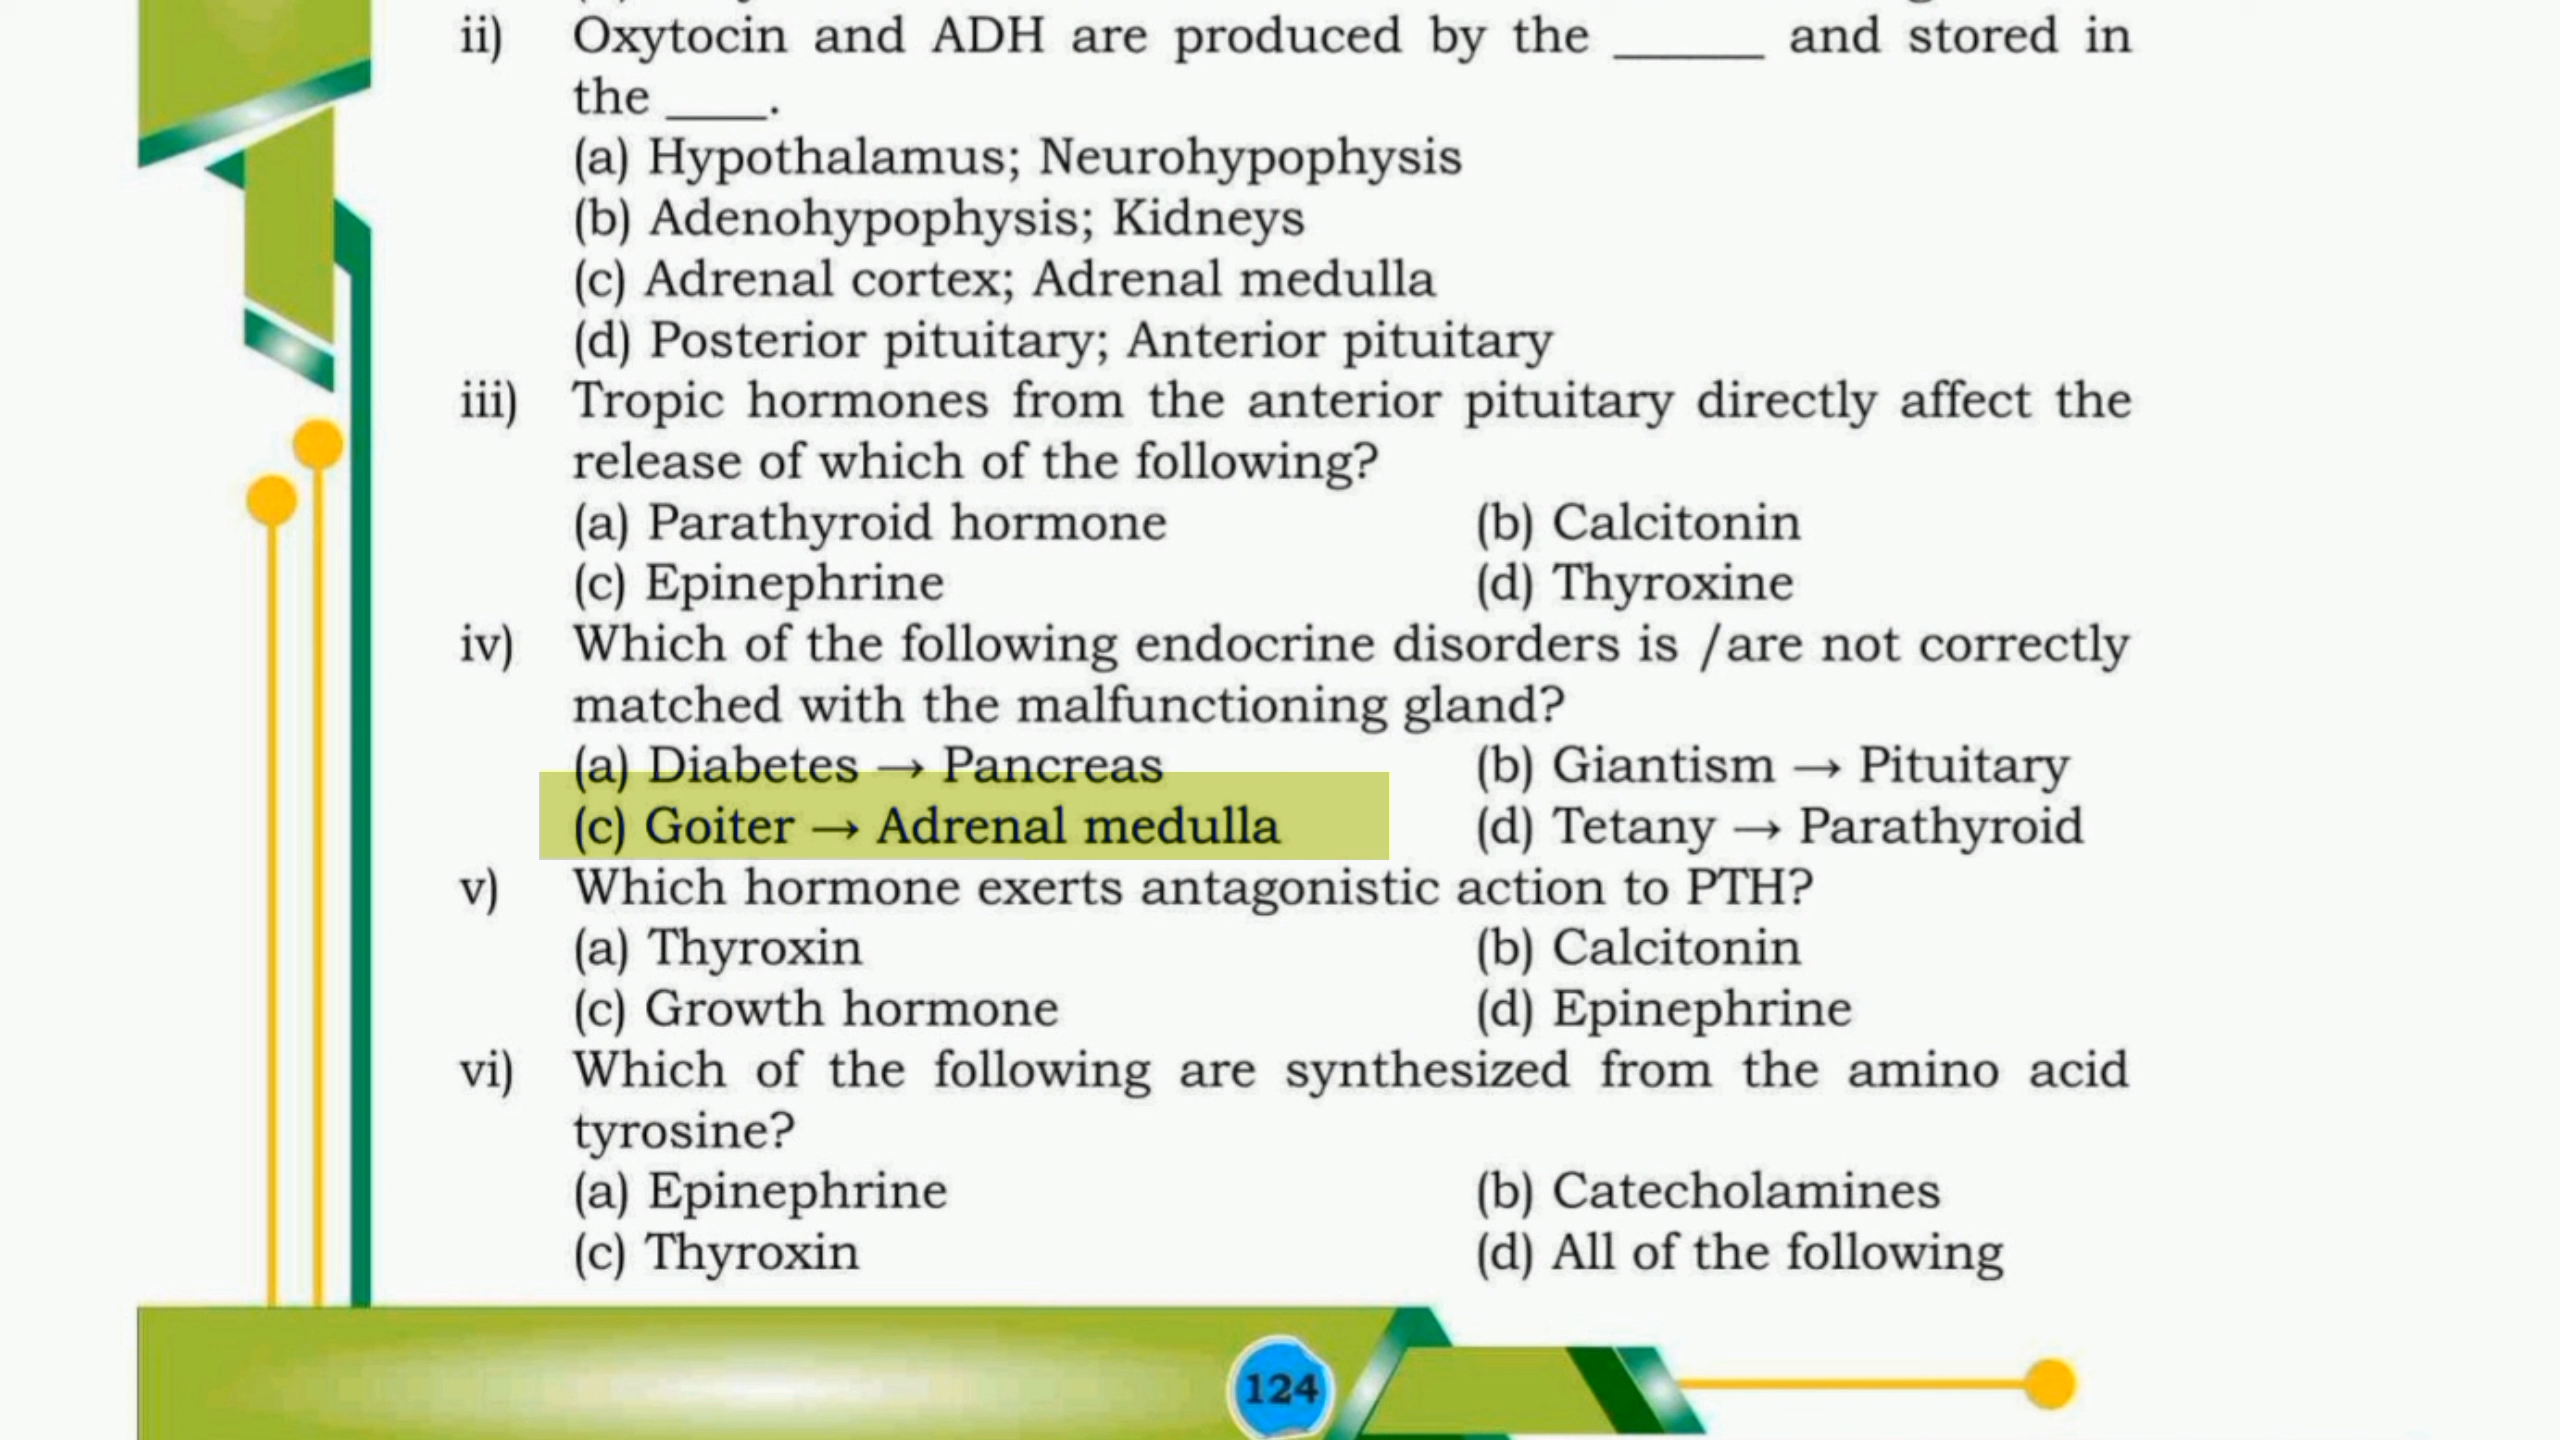 ii) Oxytocin and ADH are produced by the ______ and stored in
the ____.
(a) Hypothalamus; Neurohypophysis
(b) Adenohypophysis; Kidneys
(c) Adrenal cortex; Adrenal medulla
(d) Posterior pituitary; Anterior pituitary
iii) Tropic hormones from the anterior pituitary directly affect the
release of which of the following?
(a) Parathyroid hormone (b) Calcitonin
(c) Epinephrine (d) Thyroxine
iv) Which of the following endocrine disorders is /are not correctly
matched with the malfunctioning gland?
(a) Diabetes → Pancreas (b) Giantism → Pituitary
(c) Goiter → Adrenal medulla (d) Tetany → Parathyroid
v) Which hormone exerts antagonistic action to PTH?
(a) Thyroxin (b) Calcitonin
(c) Growth hormone (d) Epinephrine
vi) Which of the following are synthesized from the amino acid
tyrosine?
(a) Epinephrine (b) Catecholamines
(c) Thyroxin (d) All of the following
124